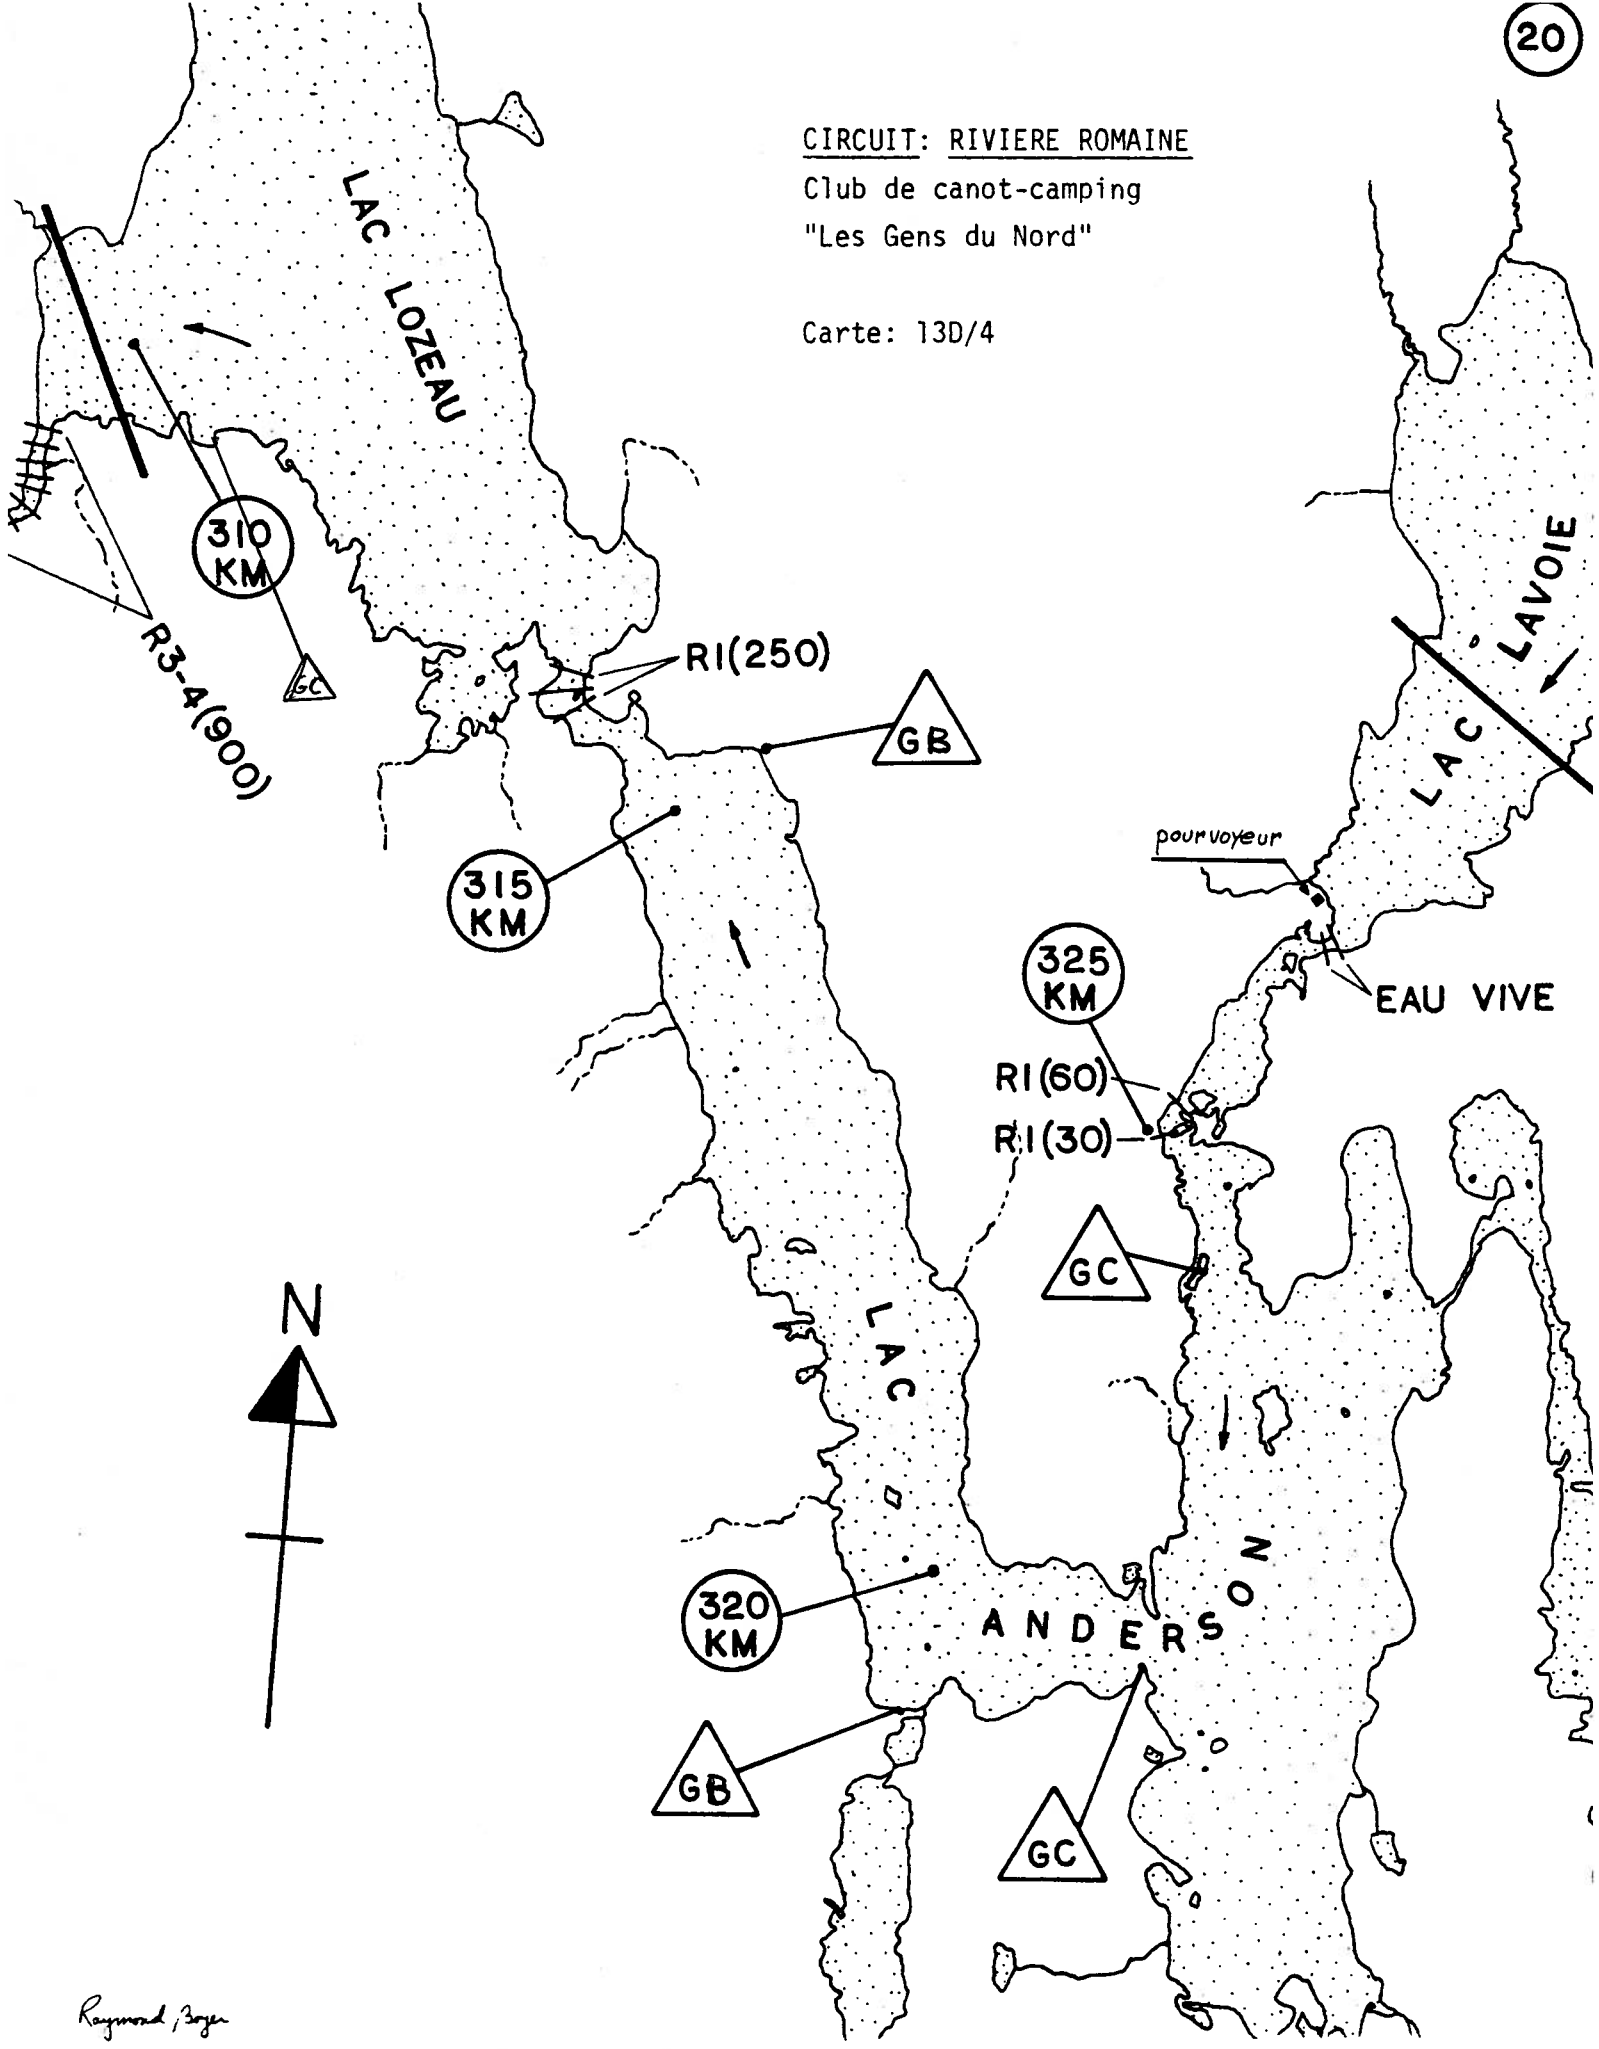 20
CIRCUIT: RIVIERE ROMAINE
Club de canot-camping
"Les Gens du Nord"
Carte: 13D/4
LAC LOZEAU
310
KM
R3-4(900)
GC
R1(250)
GB
315
KM
LAC LAVOIE
pourvoyeur
EAU VIVE
325
KM
R1(60)
R1(30)
GC
N
LAC ANDERSON
320
KM
GB
GC
Raymond Boyer